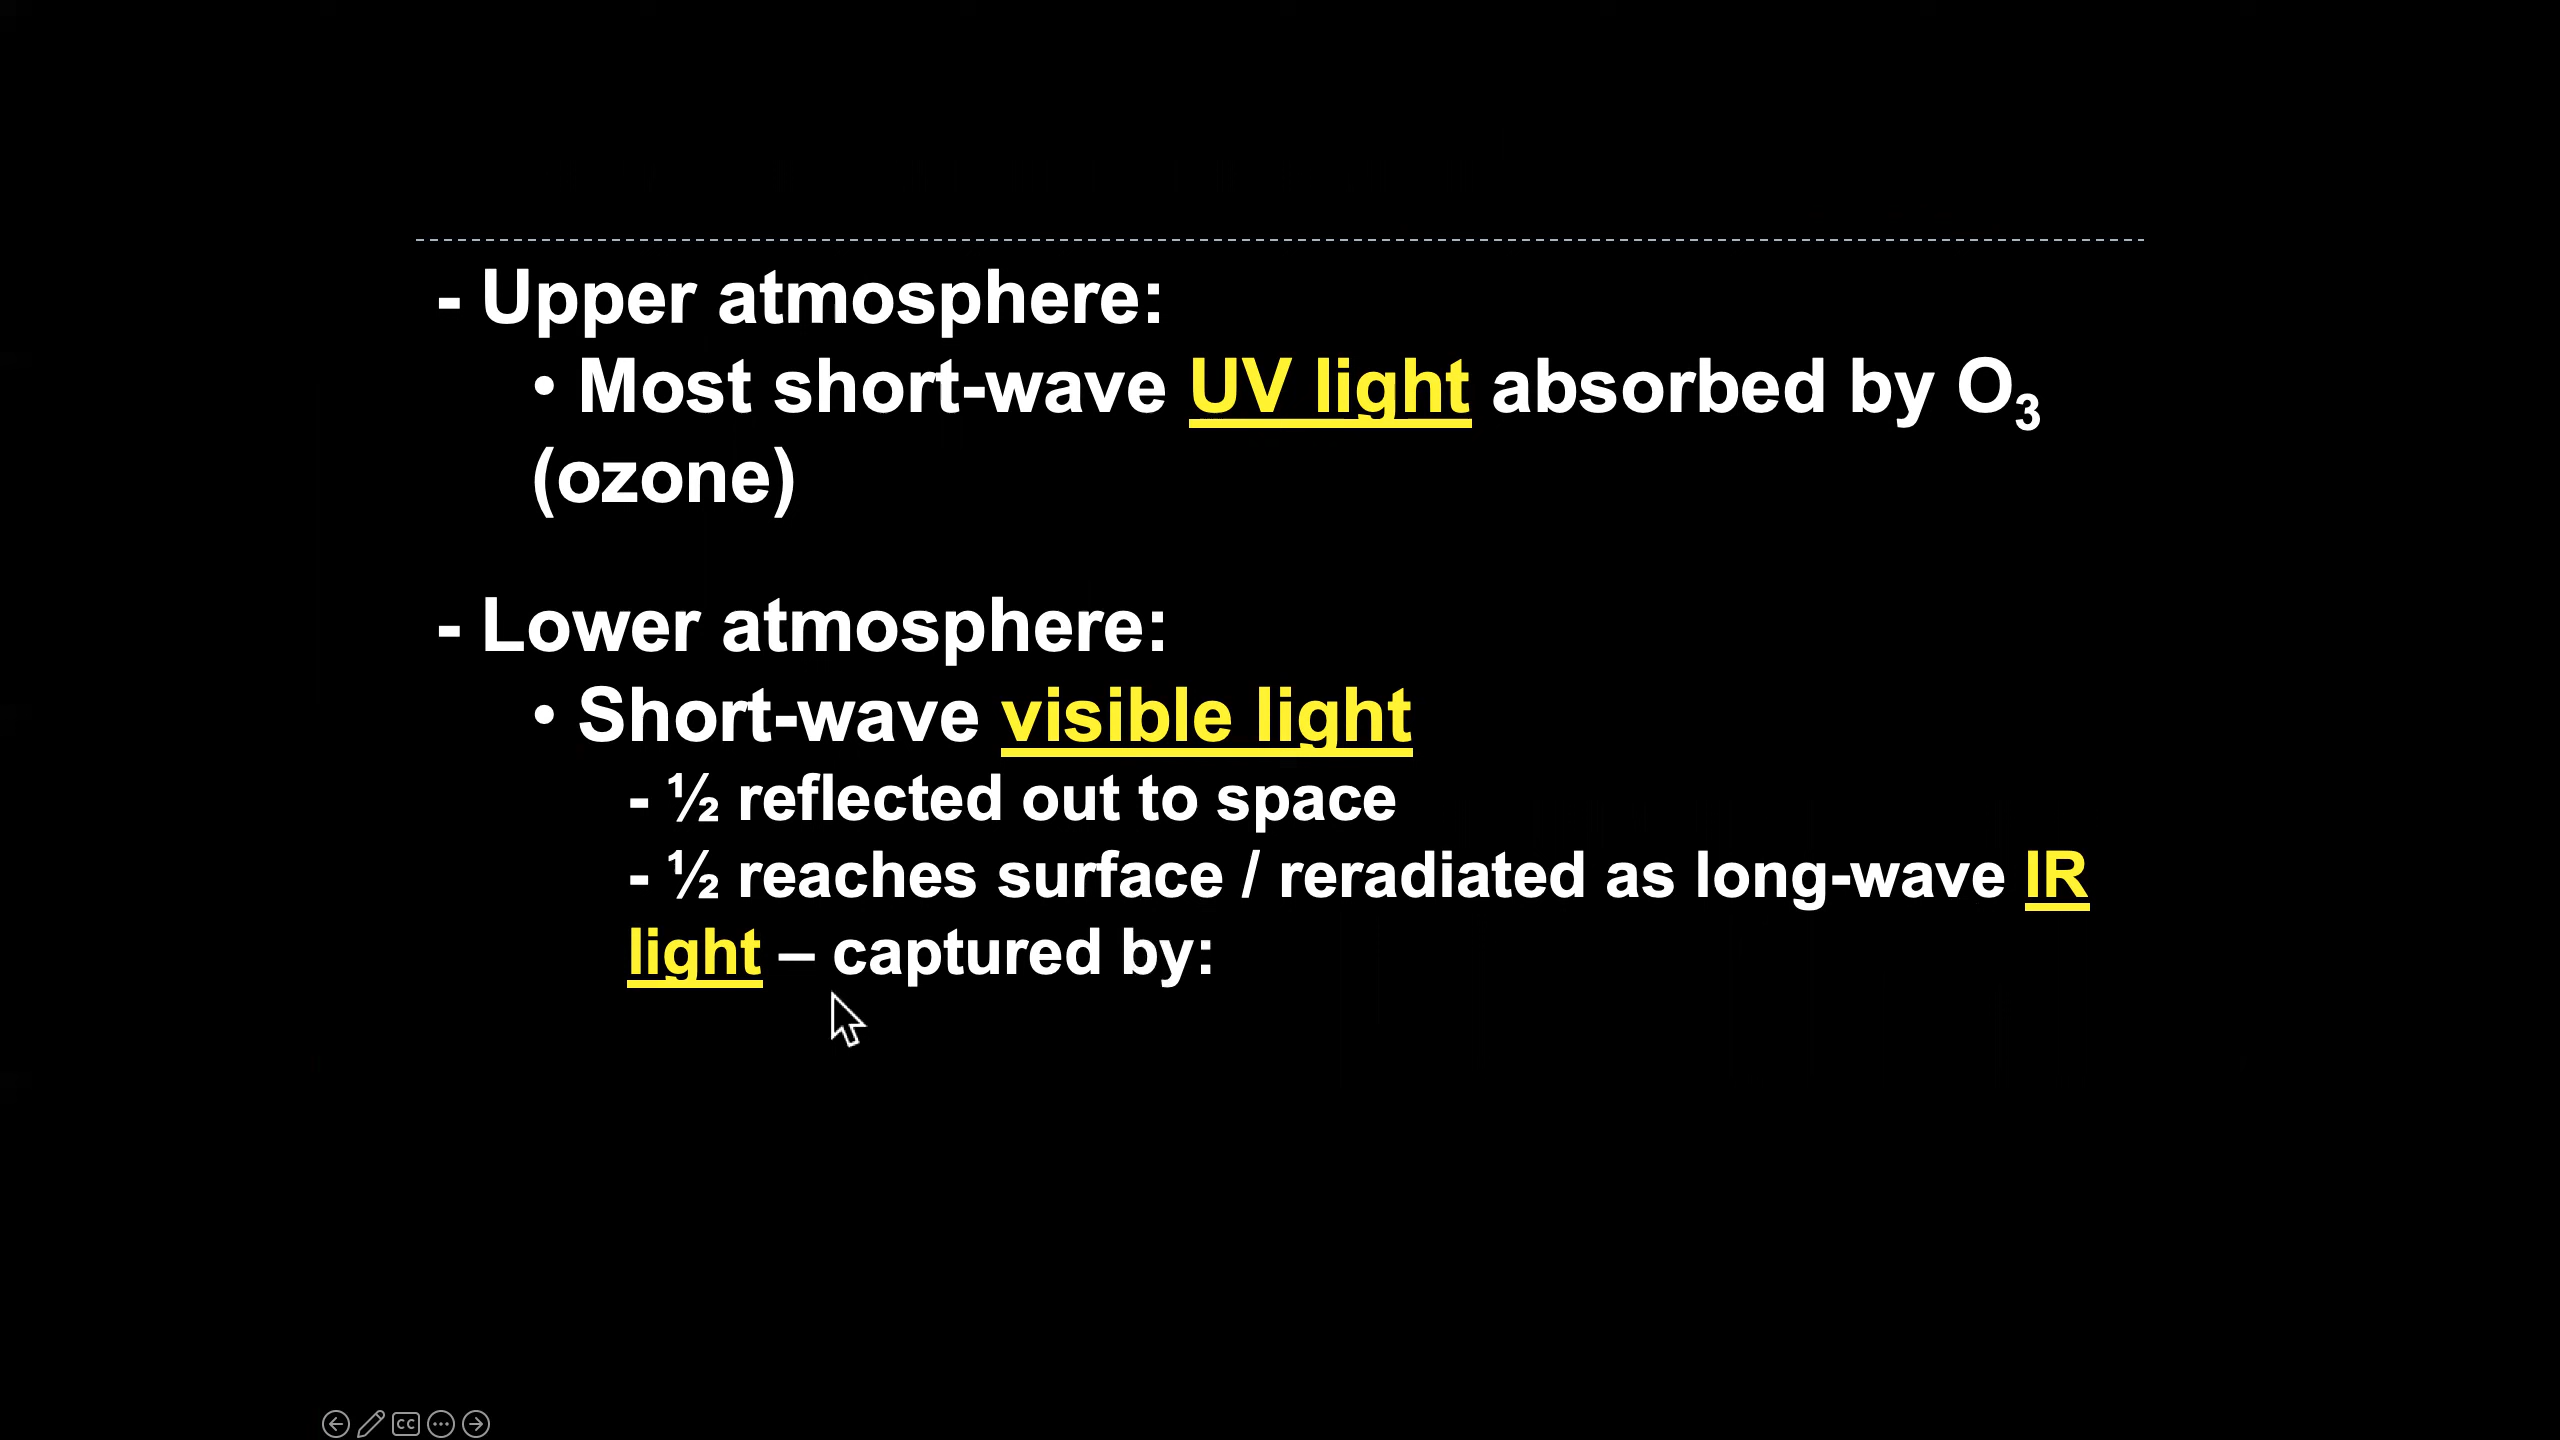 - Upper atmosphere:
• Most short-wave UV light absorbed by O₃
(ozone)
- Lower atmosphere:
• Short-wave visible light
- ½ reflected out to space
- ½ reaches surface / reradiated as long-wave IR
light – captured by:
CC